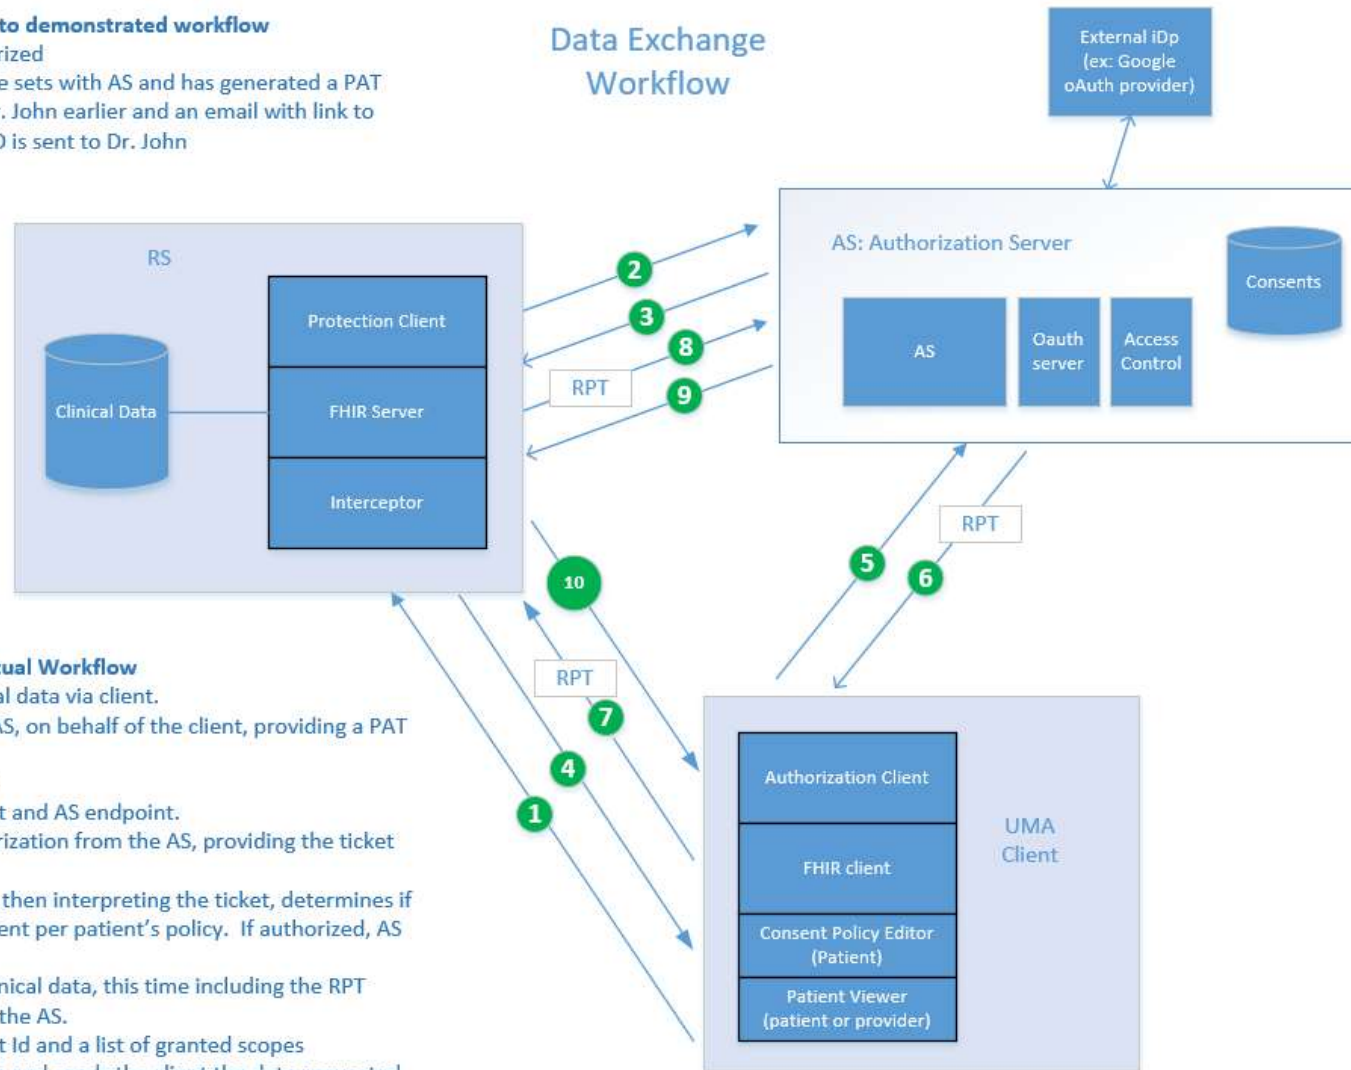 to demonstrated workflow
rized
e sets with AS and has generated a PAT
r. John earlier and an email with link to
O is sent to Dr. John
Data Exchange
Workflow
External iDp
(ex: Google
oAuth provider)
RS
Protection Client
FHIR Server
Interceptor
Clinical Data
2
3
8
RPT
9
AS: Authorization Server
AS
Oauth
server
Access
Control
Consents
10
RPT
7
4
1
5
6
RPT
tual Workflow
al data via client.
AS, on behalf of the client, providing a PAT
t and AS endpoint.
rization from the AS, providing the ticket
then interpreting the ticket, determines if
ent per patient's policy. If authorized, AS
nical data, this time including the RPT
the AS.
t Id and a list of granted scopes
Authorization Client
FHIR client
Consent Policy Editor
(Patient)
Patient Viewer
(patient or provider)
UMA
Client